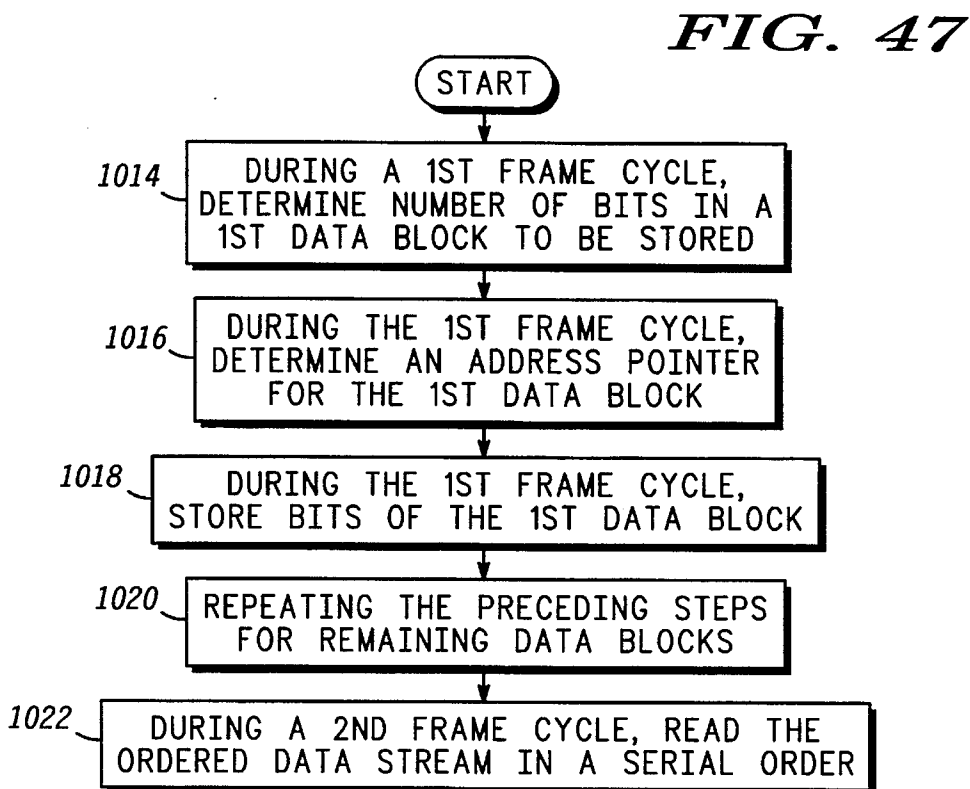 FIG. 47
START
1014
DURING A 1ST FRAME CYCLE,
DETERMINE NUMBER OF BITS IN A
1ST DATA BLOCK TO BE STORED
1016
DURING THE 1ST FRAME CYCLE,
DETERMINE AN ADDRESS POINTER
FOR THE 1ST DATA BLOCK
1018
DURING THE 1ST FRAME CYCLE,
STORE BITS OF THE 1ST DATA BLOCK
1020
REPEATING THE PRECEDING STEPS
FOR REMAINING DATA BLOCKS
1022
DURING A 2ND FRAME CYCLE, READ THE
ORDERED DATA STREAM IN A SERIAL ORDER